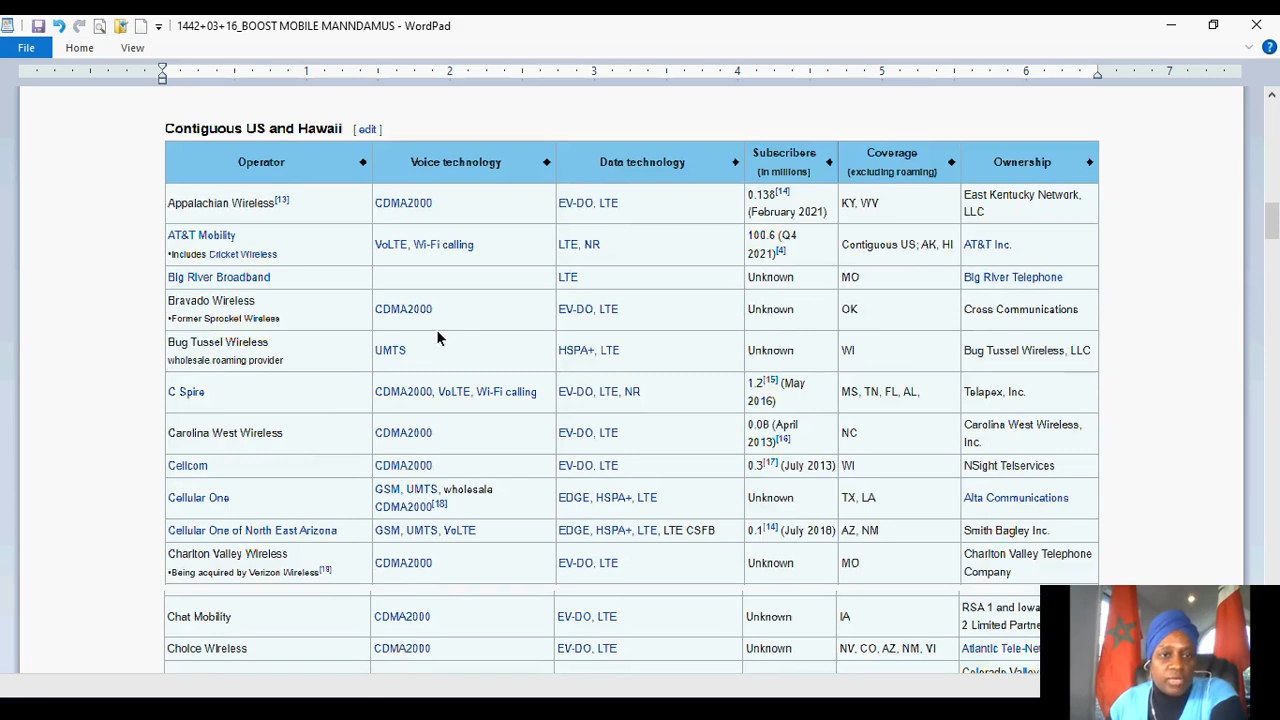 1442+03+16_BOOST MOBILE MANNDAMUS - WordPad
File Home View
1 2 3 4 5 6 7
Contiguous US and Hawaii [ edit ]
Operator Voice technology Data technology Subscribers (in millions) Coverage (excluding roaming) Ownership
Appalachian Wireless[13] CDMA2000 EV-DO, LTE 0.138[14] (February 2021) KY, WV East Kentucky Network, LLC
AT&T Mobility •Includes Cricket Wireless VoLTE, Wi-Fi calling LTE, NR 100.6 (Q4 2021)[4] Contiguous US; AK, HI AT&T Inc.
Big River Broadband LTE Unknown MO Big River Telephone
Bravado Wireless •Former Sprocket Wireless CDMA2000 EV-DO, LTE Unknown OK Cross Communications
Bug Tussel Wireless wholesale roaming provider UMTS HSPA+, LTE Unknown WI Bug Tussel Wireless, LLC
C Spire CDMA2000, VoLTE, Wi-Fi calling EV-DO, LTE, NR 1.2[15] (May 2016) MS, TN, FL, AL, Telapex, Inc.
Carolina West Wireless CDMA2000 EV-DO, LTE 0.08 (April 2013)[16] NC Carolina West Wireless, Inc.
Cellcom CDMA2000 EV-DO, LTE 0.3[17] (July 2013) WI NSight Telservices
Cellular One GSM, UMTS, wholesale CDMA2000[18] EDGE, HSPA+, LTE Unknown TX, LA Alta Communications
Cellular One of North East Arizona GSM, UMTS, VoLTE EDGE, HSPA+, LTE, LTE CSFB 0.1[14] (July 2018) AZ, NM Smith Bagley Inc.
Charlton Valley Wireless •Being acquired by Verizon Wireless[19] CDMA2000 EV-DO, LTE Unknown MO Charlton Valley Telephone Company
Chat Mobility CDMA2000 EV-DO, LTE Unknown IA RSA 1 and Iowa 2 Limited Partne
Choice Wireless CDMA2000 EV-DO, LTE Unknown NV, CO, AZ, NM, VI Atlantic Tele-Net
Colorado Valley